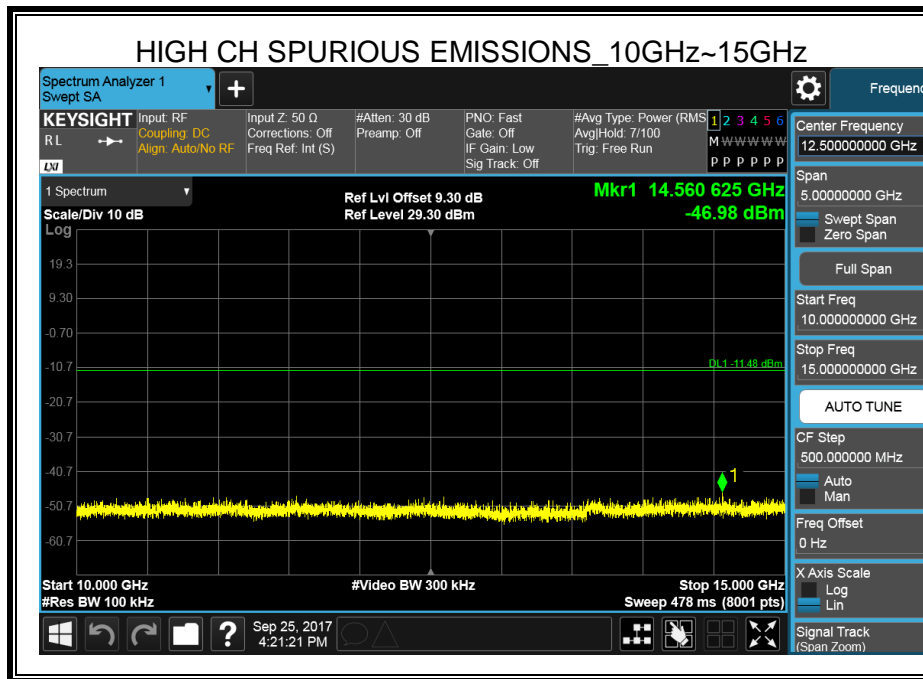 HIGH CH SPURIOUS EMISSIONS_10GHz~15GHz
Spectrum Analyzer 1
Swept SA
Frequenc
KEYSIGHT
R L
LXI
Input: RF
Coupling: DC
Align: Auto/No RF
Input Z: 50 Ω
Corrections: Off
Freq Ref: Int (S)
#Atten: 30 dB
Preamp: Off
PNO: Fast
Gate: Off
IF Gain: Low
Sig Track: Off
#Avg Type: Power (RMS
Avg|Hold: 7/100
Trig: Free Run
1 2 3 4 5 6
M W W W W W
P P P P P P
1 Spectrum
Scale/Div 10 dB
Log
Ref Lvl Offset 9.30 dB
Ref Level 29.30 dBm
Mkr1 14.560 625 GHz
-46.98 dBm
19.3
9.30
-0.70
-10.7
-20.7
-30.7
-40.7
-50.7
-60.7
DL1 -11.48 dBm
1
Start 10.000 GHz
#Res BW 100 kHz
#Video BW 300 kHz
Stop 15.000 GHz
Sweep 478 ms (8001 pts)
Center Frequency
12.500000000 GHz
Span
5.00000000 GHz
Swept Span
Zero Span
Full Span
Start Freq
10.000000000 GHz
Stop Freq
15.000000000 GHz
AUTO TUNE
CF Step
500.000000 MHz
Auto
Man
Freq Offset
0 Hz
X Axis Scale
Log
Lin
Signal Track
(Span Zoom)
?
Sep 25, 2017
4:21:21 PM